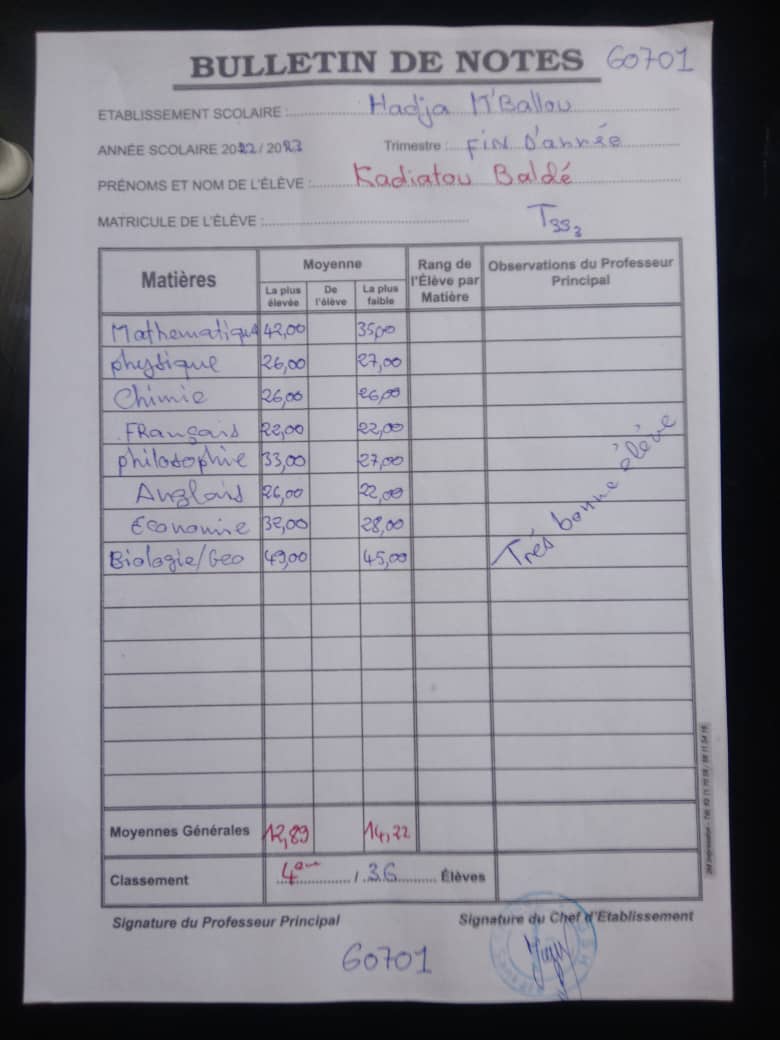 BULLETIN DE NOTES 60701
ETABLISSEMENT SCOLAIRE : Hadja M'Ballou
ANNÉE SCOLAIRE 2022 / 2023 Trimestre : FIN D'année
PRÉNOMS ET NOM DE L'ÉLÈVE : Kadiatou Baldé
MATRICULE DE L'ÉLÈVE : TSS3
Matières Moyenne Rang de l'Élève par Matière Observations du Professeur Principal
La plus élevée De l'élève La plus faible
Mathematique 42,00 35,00
physique 26,00 27,00
Chimie 26,00 26,00
FRançais 22,00 22,00
philosophie 33,00 27,00
Anglais 26,00 22,00
Economie 32,00 28,00
Biologie/Geo 49,00 45,00
Trés bonne élève
Moyennes Générales 12,89 14,22
Classement 4ème / 36 Élèves
Signature du Professeur Principal Signature du Chef d'Etablissement
60701